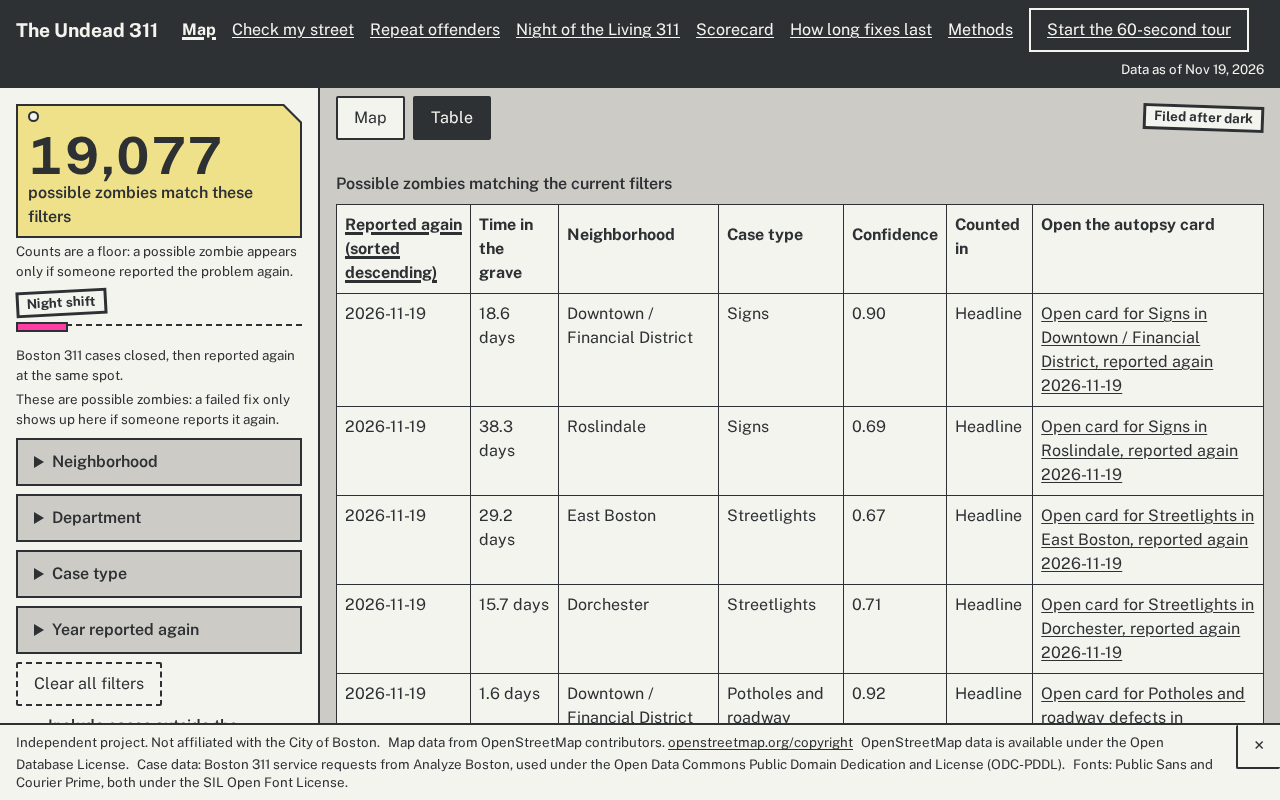 The Undead 311 Map Check my street Repeat offenders Night of the Living 311 Scorecard How long fixes last Methods Start the 60-second tour
Data as of Nov 19, 2026
19,077
possible zombies match these
filters
Counts are a floor: a possible zombie appears
only if someone reported the problem again.
Night shift
Boston 311 cases closed, then reported again
at the same spot.
These are possible zombies: a failed fix only
shows up here if someone reports it again.
Neighborhood
Department
Case type
Year reported again
Clear all filters
Map Table Filed after dark
Possible zombies matching the current filters
Reported again (sorted descending) Time in the grave Neighborhood Case type Confidence Counted in Open the autopsy card
2026-11-19 18.6 days Downtown / Financial District Signs 0.90 Headline Open card for Signs in Downtown / Financial District, reported again 2026-11-19
2026-11-19 38.3 days Roslindale Signs 0.69 Headline Open card for Signs in Roslindale, reported again 2026-11-19
2026-11-19 29.2 days East Boston Streetlights 0.67 Headline Open card for Streetlights in East Boston, reported again 2026-11-19
2026-11-19 15.7 days Dorchester Streetlights 0.71 Headline Open card for Streetlights in Dorchester, reported again 2026-11-19
2026-11-19 1.6 days Downtown / Financial District Potholes and roadway 0.92 Headline Open card for Potholes and roadway defects in
Independent project. Not affiliated with the City of Boston. Map data from OpenStreetMap contributors. openstreetmap.org/copyright OpenStreetMap data is available under the Open
Database License. Case data: Boston 311 service requests from Analyze Boston, used under the Open Data Commons Public Domain Dedication and License (ODC-PDDL). Fonts: Public Sans and
Courier Prime, both under the SIL Open Font License.
×